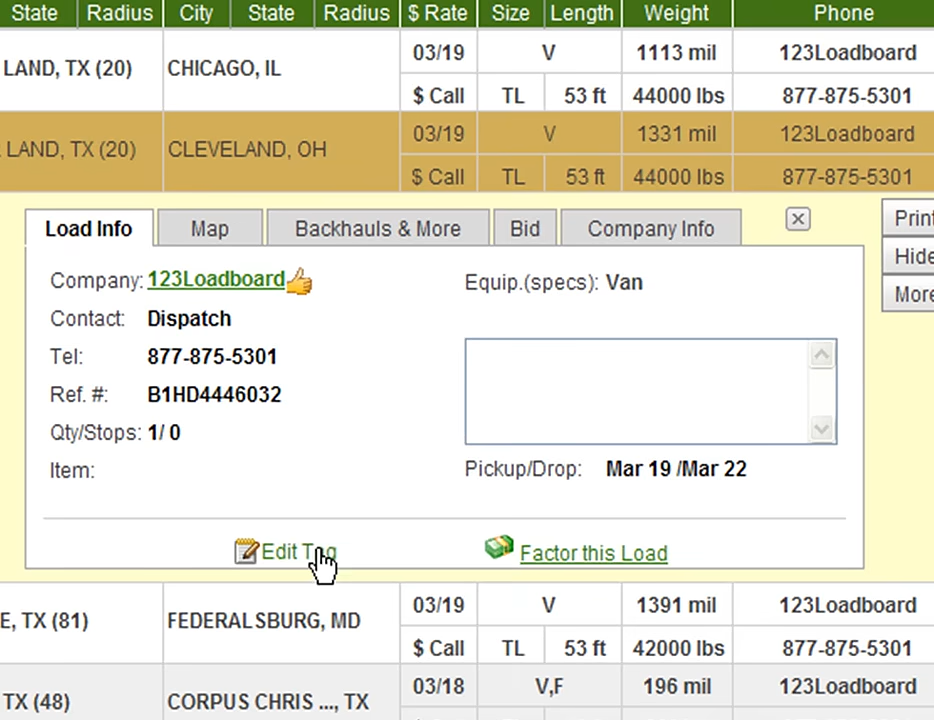 State Radius City State Radius $ Rate Size Length Weight Phone
LAND, TX (20) CHICAGO, IL 03/19 V 1113 mil 123Loadboard
$ Call TL 53 ft 44000 lbs 877-875-5301
LAND, TX (20) CLEVELAND, OH 03/19 V 1331 mil 123Loadboard
$ Call TL 53 ft 44000 lbs 877-875-5301
Load Info Map Backhauls & More Bid Company Info Print
Hide
More
Company: 123Loadboard Equip.(specs): Van
Contact: Dispatch
Tel: 877-875-5301
Ref. #: B1HD4446032
Qty/Stops: 1/ 0
Item: Pickup/Drop: Mar 19 /Mar 22
Edit Tag Factor this Load
E, TX (81) FEDERALSBURG, MD 03/19 V 1391 mil 123Loadboard
$ Call TL 53 ft 42000 lbs 877-875-5301
TX (48) CORPUS CHRIS ..., TX 03/18 V,F 196 mil 123Loadboard